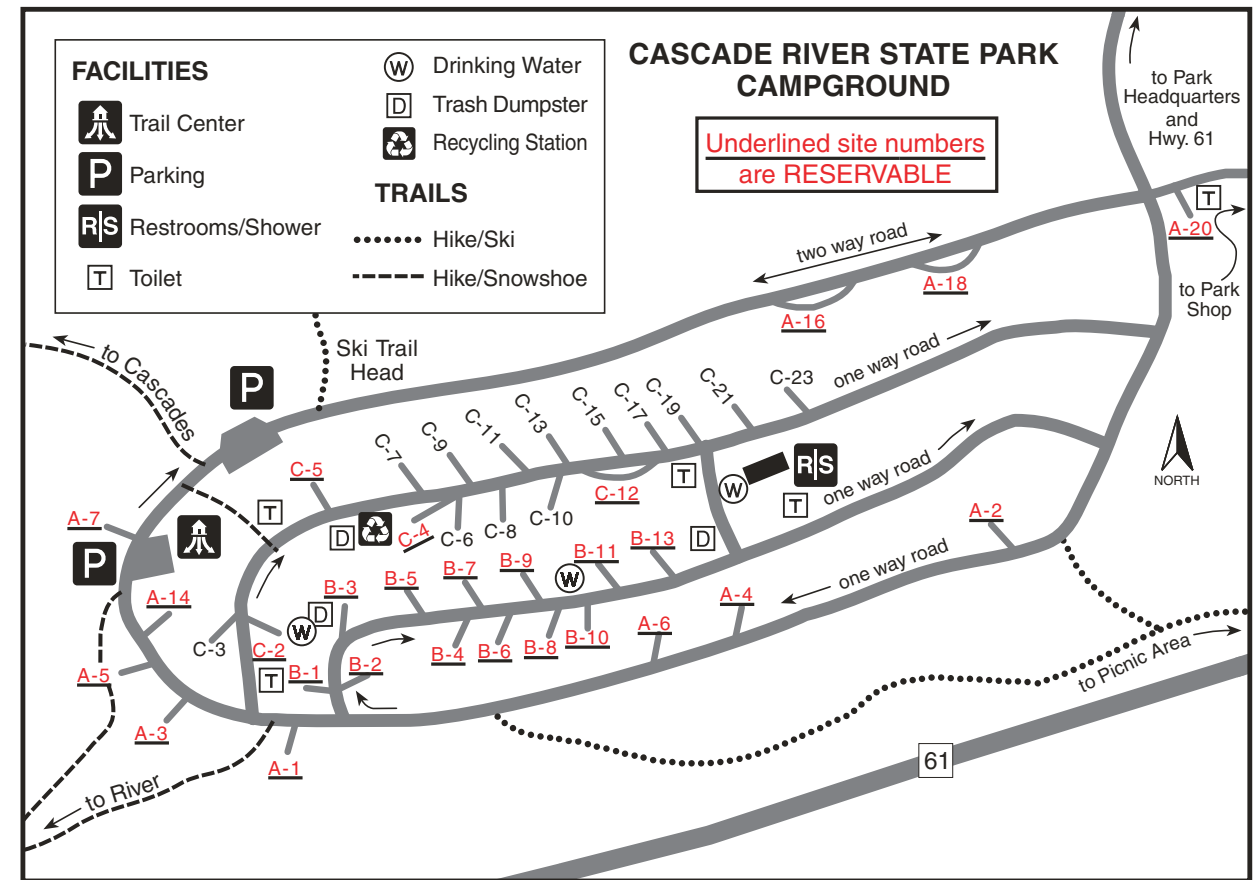 CASCADE RIVER STATE PARK
CAMPGROUND
Underlined site numbers
are RESERVABLE
FACILITIES
Trail Center
P Parking
R|S Restrooms/Shower
T Toilet
W Drinking Water
D Trash Dumpster
Recycling Station
TRAILS
Hike/Ski
Hike/Snowshoe
to Park
Headquarters
and
Hwy. 61
T
A-20
to Park
Shop
two way road
A-18
A-16
Ski Trail
Head
to Cascades
P
one way road
C-23
C-21
C-19
C-17
C-15
C-13
C-11
C-9
C-7
C-5
C-12
C-10
C-8
C-6
C-4
T
D
T
W
R|S
T
one way road
NORTH
A-7
P
A-14
A-2
D
B-13
B-11
W
B-9
B-7
B-5
B-3
D
W
C-3
C-2
T
B-1
B-2
B-4
B-6
B-8
B-10
A-6
A-4
one way road
A-5
A-3
A-1
to River
to Picnic Area
61